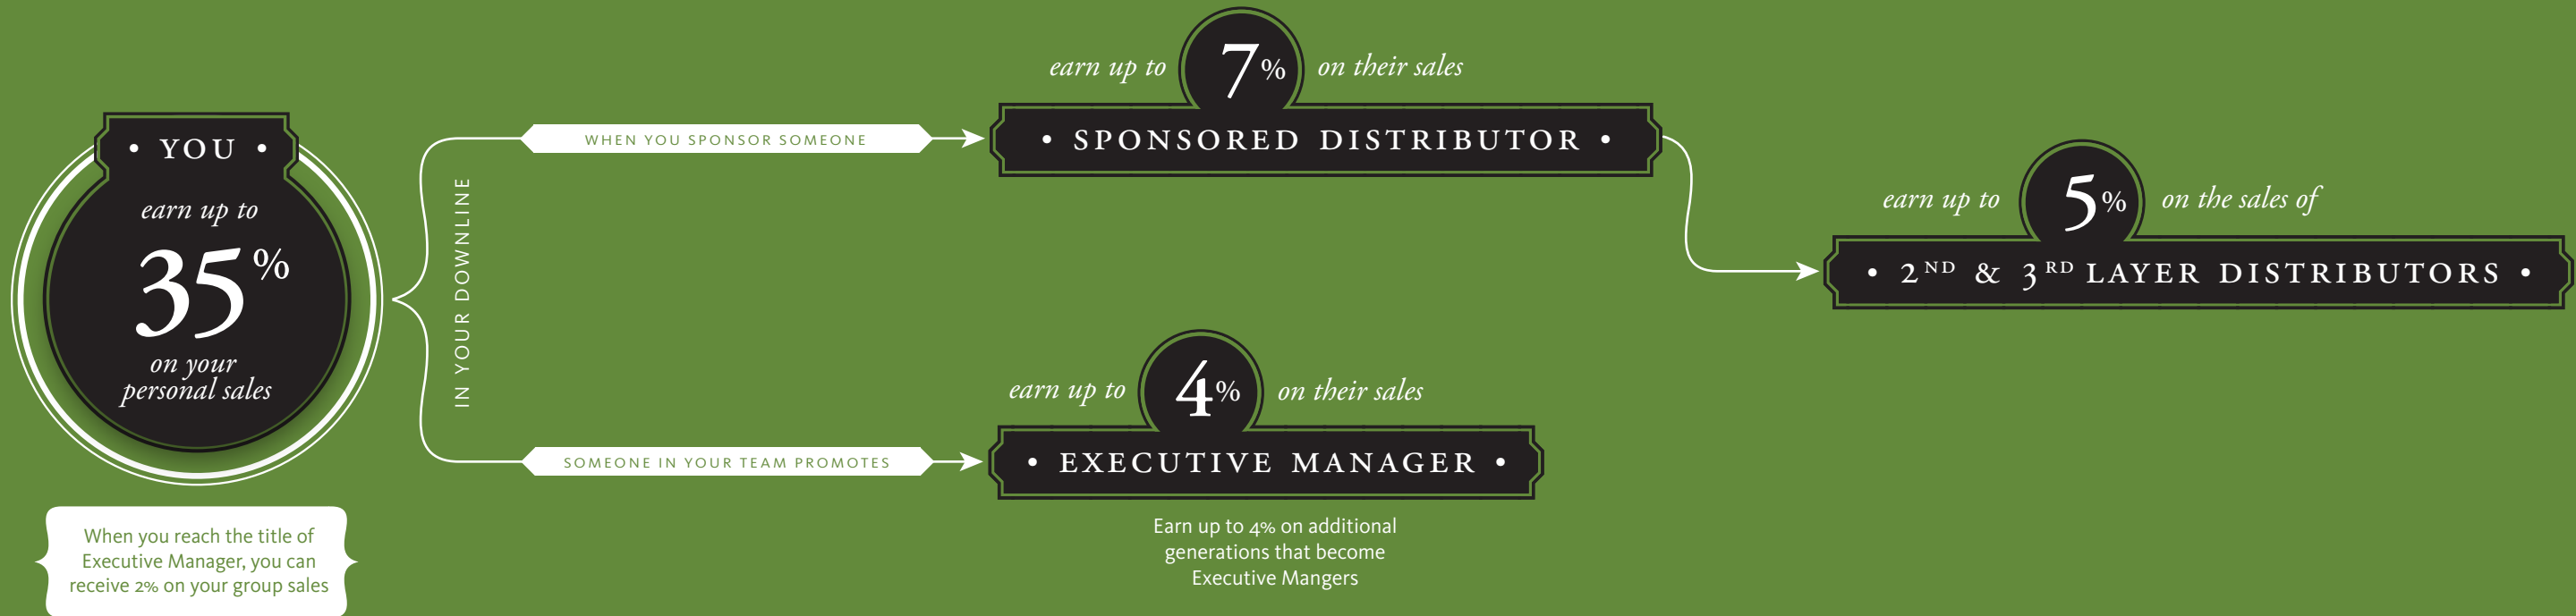 • YOU •
earn up to
35%
on your
personal sales
When you reach the title of
Executive Manager, you can
receive 2% on your group sales
IN YOUR DOWNLINE
WHEN YOU SPONSOR SOMEONE
earn up to 7% on their sales
• SPONSORED DISTRIBUTOR •
earn up to 5% on the sales of
• 2ND & 3RD LAYER DISTRIBUTORS •
SOMEONE IN YOUR TEAM PROMOTES
earn up to 4% on their sales
• EXECUTIVE MANAGER •
Earn up to 4% on additional
generations that become
Executive Mangers